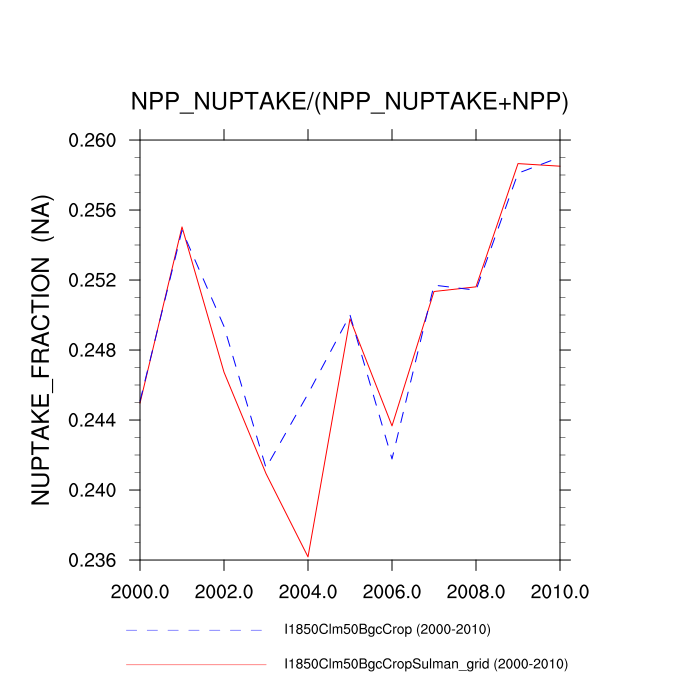 NPP_NUPTAKE/(NPP_NUPTAKE+NPP)
NUPTAKE_FRACTION (NA)
0.260
0.256
0.252
0.248
0.244
0.240
0.236
2000.0 2002.0 2004.0 2006.0 2008.0 2010.0
I1850Clm50BgcCrop (2000-2010)
I1850Clm50BgcCropSulman_grid (2000-2010)